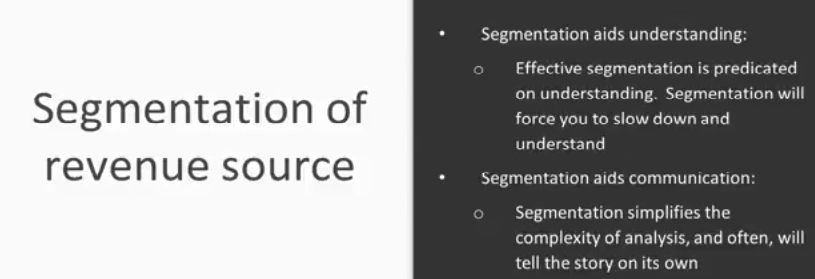 Segmentation of
revenue source
• Segmentation aids understanding:
o Effective segmentation is predicated
on understanding. Segmentation will
force you to slow down and
understand
• Segmentation aids communication:
o Segmentation simplifies the
complexity of analysis, and often, will
tell the story on its own